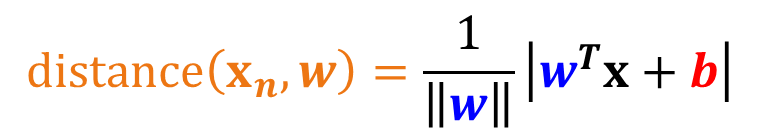 distance(𝐱ₙ, 𝒘) = 1/‖𝒘‖ |𝒘ᵀ𝐱 + 𝒃|